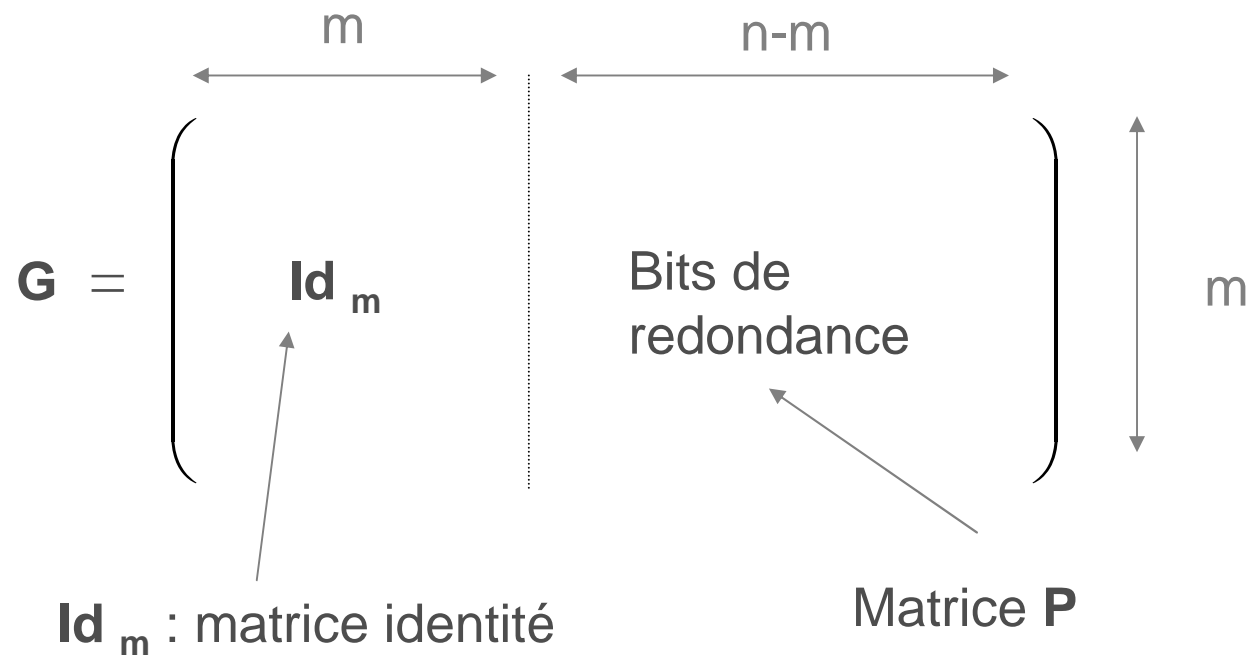 m
n-m
G = Id m
Bits de
redondance
m
Id m : matrice identité
Matrice P